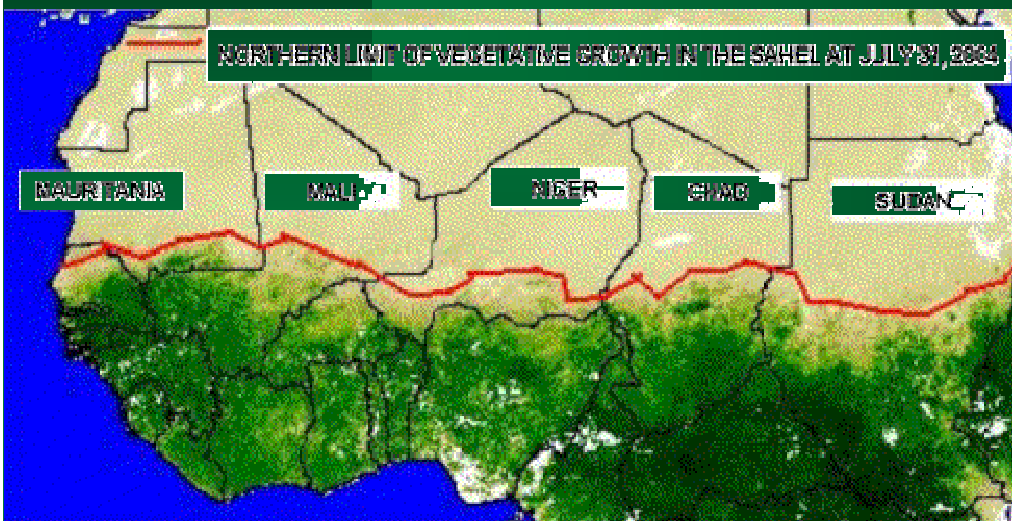 NORTHERN LIMIT OF VEGETATIVE GROWTH IN THE SAHEL AT JULY 31, 2004
MAURITANIA
MALI
NIGER
CHAD
SUDAN